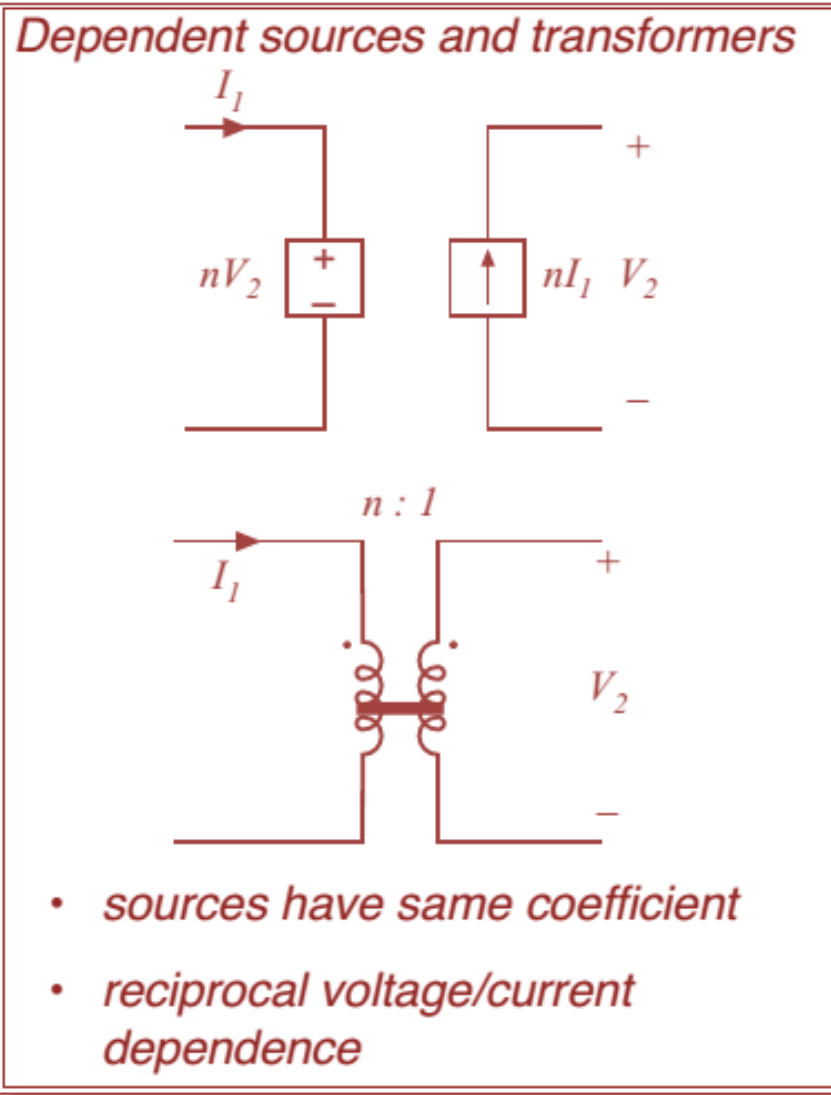 Dependent sources and transformers
I₁
+
nV₂ + − nI₁ V₂
−
n : 1
I₁ +
V₂
−
• sources have same coefficient
• reciprocal voltage/current
dependence